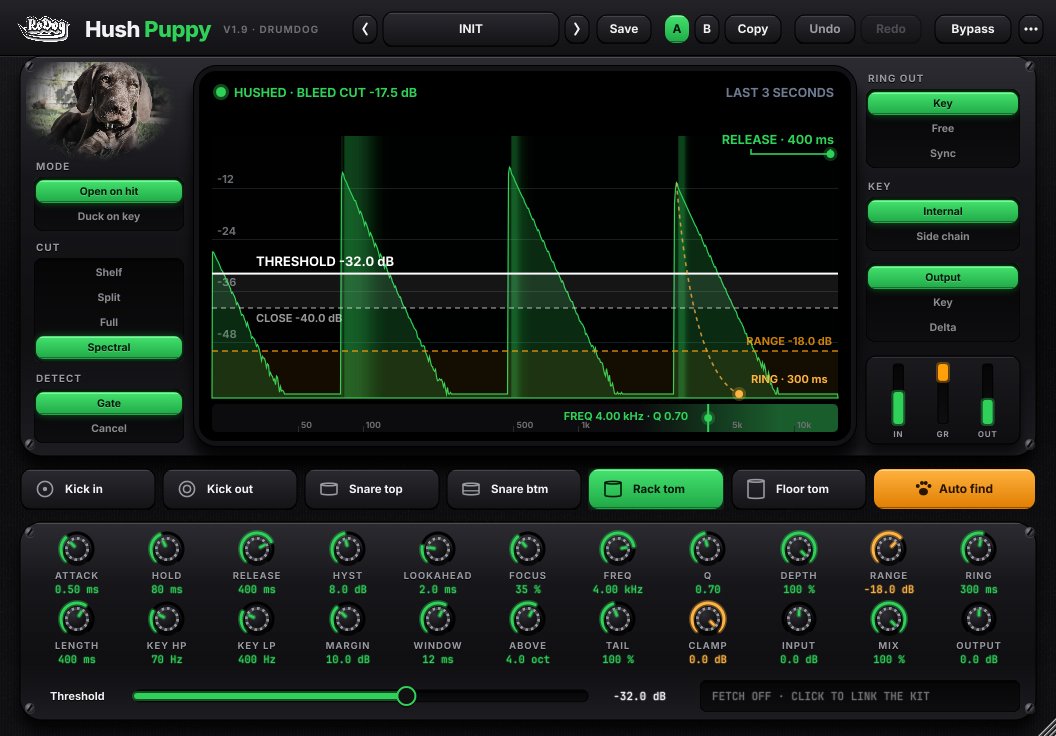 RoDog
Hush Puppy V1.9 · DRUMDOG
INIT
Save
A
B
Copy
Undo
Redo
Bypass
MODE
Open on hit
Duck on key
CUT
Shelf
Split
Full
Spectral
DETECT
Gate
Cancel
HUSHED · BLEED CUT -17.5 dB
LAST 3 SECONDS
RELEASE · 400 ms
-12
-24
THRESHOLD -32.0 dB
-36
CLOSE -40.0 dB
-48
RANGE -18.0 dB
RING · 300 ms
FREQ 4.00 kHz · Q 0.70
50
100
500
1k
5k
10k
RING OUT
Key
Free
Sync
KEY
Internal
Side chain
Output
Key
Delta
IN
GR
OUT
Kick in
Kick out
Snare top
Snare btm
Rack tom
Floor tom
Auto find
ATTACK
0.50 ms
HOLD
80 ms
RELEASE
400 ms
HYST
8.0 dB
LOOKAHEAD
2.0 ms
FOCUS
35 %
FREQ
4.00 kHz
Q
0.70
DEPTH
100 %
RANGE
-18.0 dB
RING
300 ms
LENGTH
400 ms
KEY HP
70 Hz
KEY LP
400 Hz
MARGIN
10.0 dB
WINDOW
12 ms
ABOVE
4.0 oct
TAIL
100 %
CLAMP
0.0 dB
INPUT
0.0 dB
MIX
100 %
OUTPUT
0.0 dB
Threshold
-32.0 dB
FETCH OFF · CLICK TO LINK THE KIT